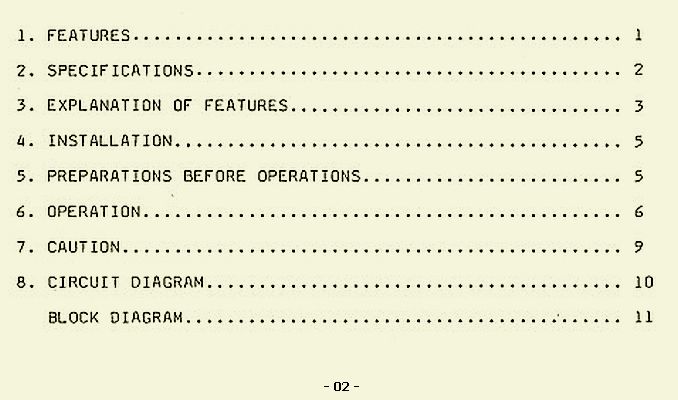 1. FEATURES............................................... 1
2. SPECIFICATIONS......................................... 2
3. EXPLANATION OF FEATURES................................ 3
4. INSTALLATION........................................... 5
5. PREPARATIONS BEFORE OPERATIONS......................... 5
6. OPERATION.............................................. 6
7. CAUTION................................................ 9
8. CIRCUIT DIAGRAM........................................ 10
BLOCK DIAGRAM.......................................... 11
- 02 -